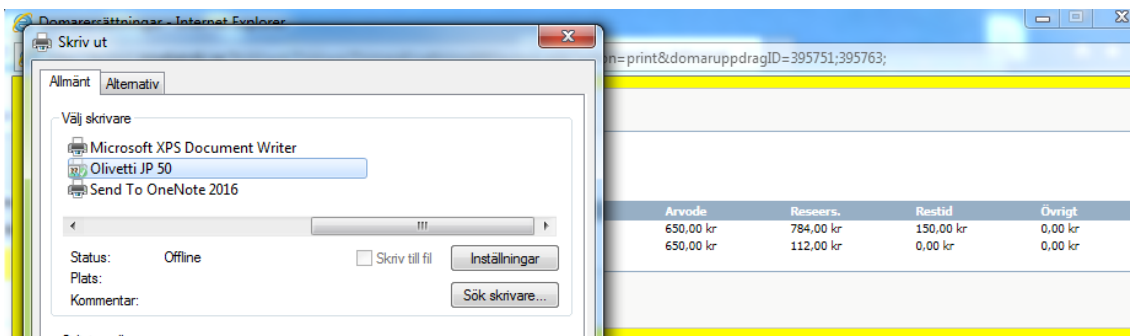 Domarersättningar - Internet Explorer
Skriv ut
n=print&domaruppdragID=395751;395763;
Allmänt Alternativ
Välj skrivare
Microsoft XPS Document Writer
Olivetti JP 50
Send To OneNote 2016
Status: Offline
Skriv till fil
Inställningar
Plats:
Kommentar:
Sök skrivare...
Arvode Reseers. Restid Övrigt
650,00 kr 784,00 kr 150,00 kr 0,00 kr
650,00 kr 112,00 kr 0,00 kr 0,00 kr